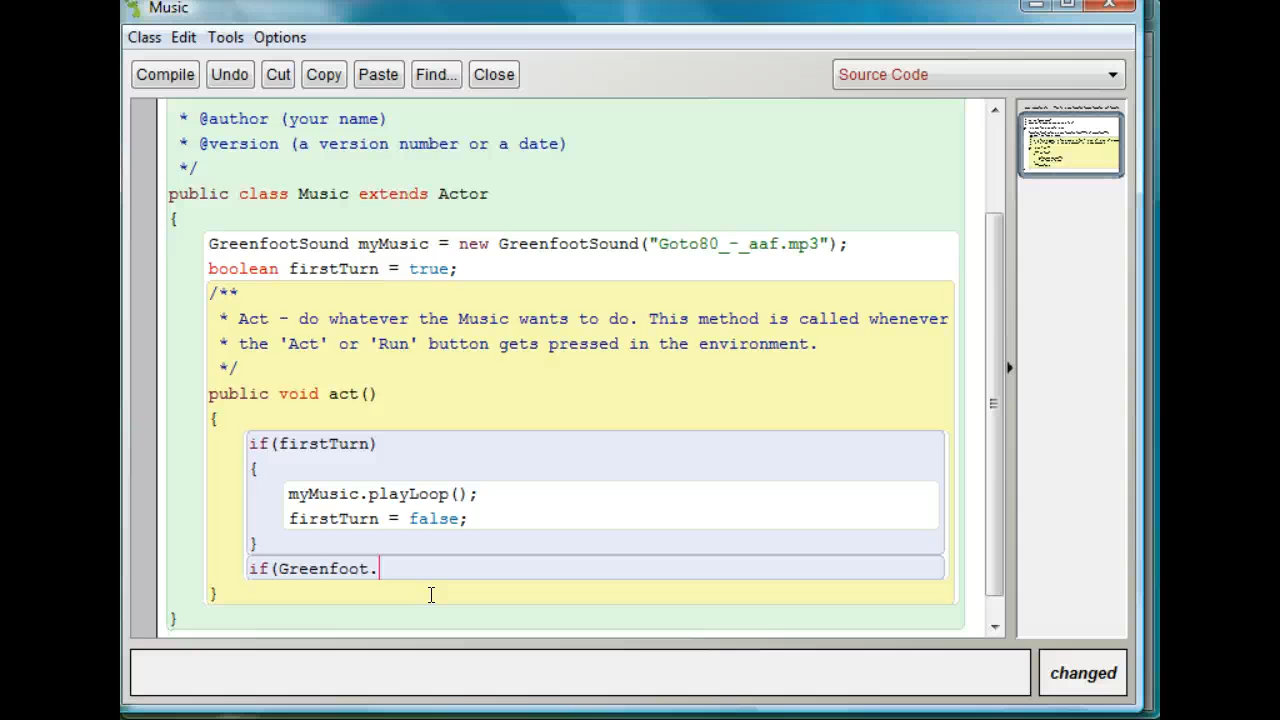 Music
Class Edit Tools Options
Compile Undo Cut Copy Paste Find... Close Source Code
* @author (your name)
* @version (a version number or a date)
*/
public class Music extends Actor
{
GreenfootSound myMusic = new GreenfootSound("Goto80_-_aaf.mp3");
boolean firstTurn = true;
/**
* Act - do whatever the Music wants to do. This method is called whenever
* the 'Act' or 'Run' button gets pressed in the environment.
*/
public void act()
{
if(firstTurn)
{
myMusic.playLoop();
firstTurn = false;
}
if(Greenfoot.
}
}
changed